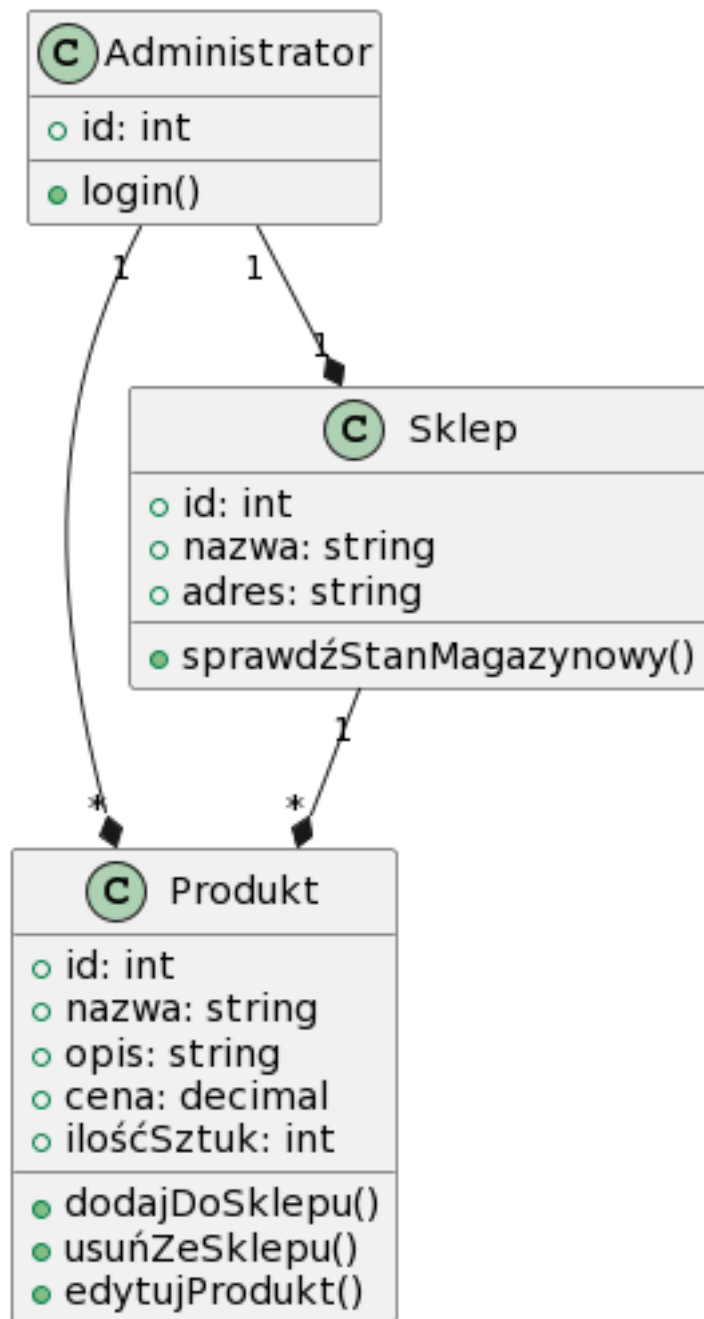 C Administrator
id: int
login()
1
1
1
C Sklep
id: int
nazwa: string
adres: string
sprawdźStanMagazynowy()
1
*
*
C Produkt
id: int
nazwa: string
opis: string
cena: decimal
ilośćSztuk: int
dodajDoSklepu()
usuńZeSklepu()
edytujProdukt()